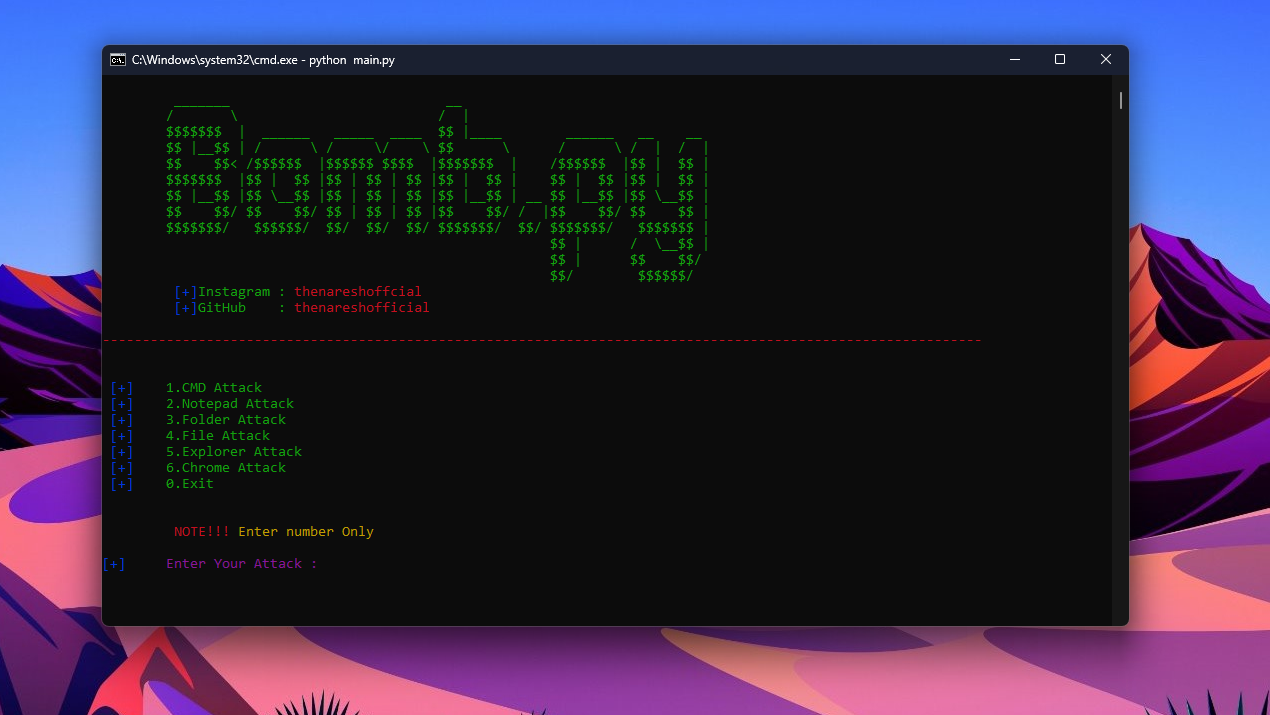 C:\Windows\system32\cmd.exe - python  main.py
Bomb.py
[+]Instagram : thenareshoffcial
[+]GitHub    : thenareshofficial
[+]    1.CMD Attack
[+]    2.Notepad Attack
[+]    3.Folder Attack
[+]    4.File Attack
[+]    5.Explorer Attack
[+]    6.Chrome Attack
[+]    0.Exit
NOTE!!! Enter number Only
[+]     Enter Your Attack :